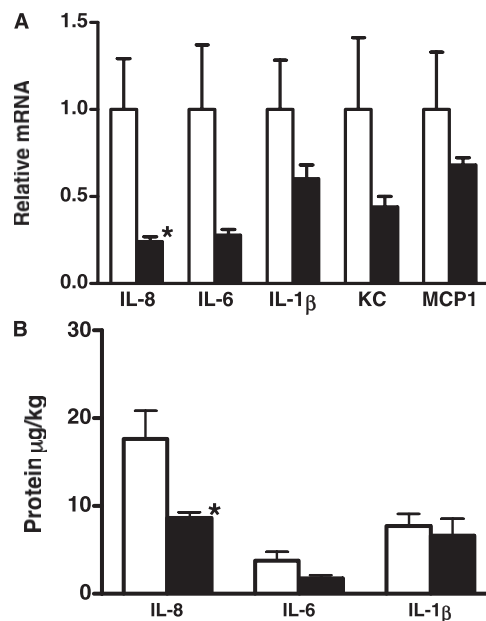 A
1.5
1.0
0.5
0.0
Relative mRNA
*
IL-8 IL-6 IL-1β KC MCP1
B
30
20
10
0
Protein μg/kg
*
IL-8 IL-6 IL-1β